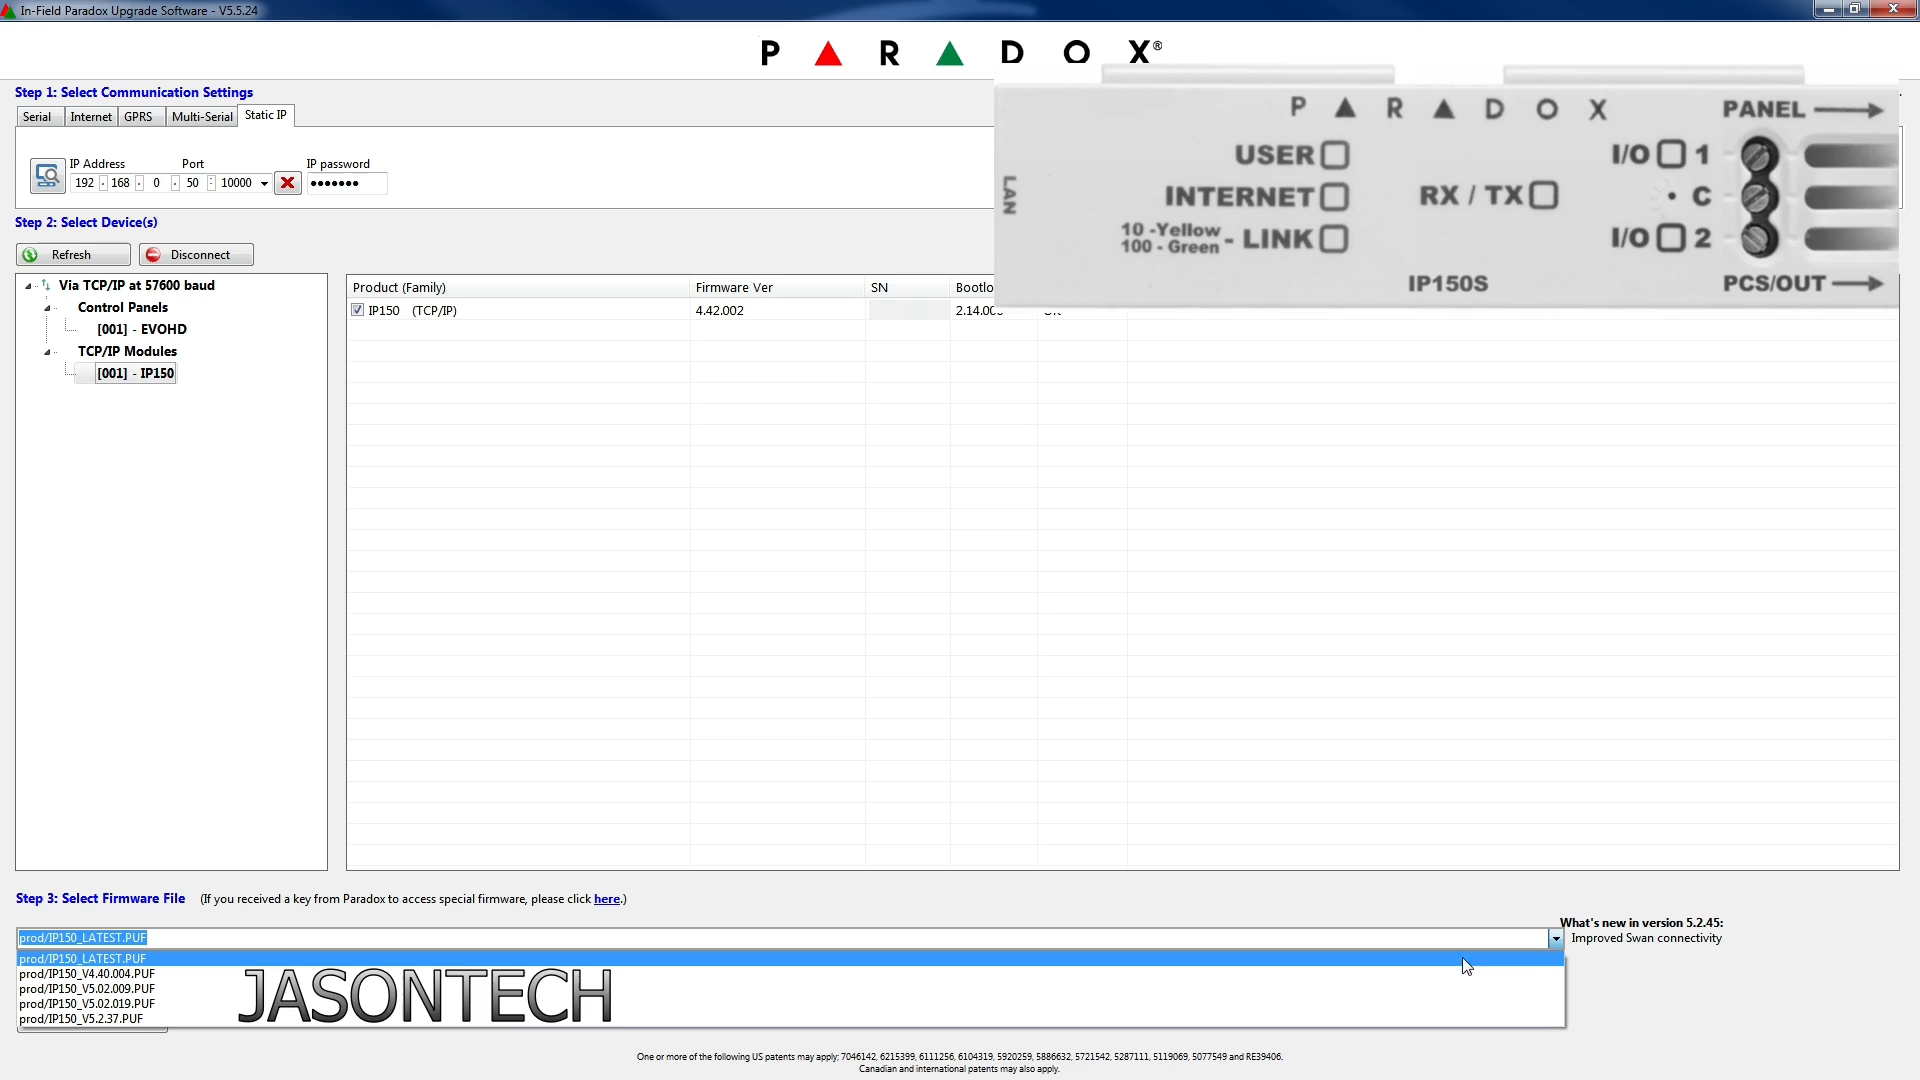 In-Field Paradox Upgrade Software - V5.5.24
PARADOX®
Step 1: Select Communication Settings
Serial Internet GPRS Multi-Serial Static IP
IP Address Port IP password
192 . 168 . 0 . 50 : 10000 •••••••
Step 2: Select Device(s)
Refresh Disconnect
Via TCP/IP at 57600 baud
Control Panels
[001] - EVOHD
TCP/IP Modules
[001] - IP150
Product (Family) Firmware Ver SN Bootlo
IP150 (TCP/IP) 4.42.002 2.14.00
PARADOX PANEL
USER I/O 1
LAN INTERNET RX / TX • C
10 -Yellow
100 - Green - LINK I/O 2
IP150S PCS/OUT
Step 3: Select Firmware File (If you received a key from Paradox to access special firmware, please click here.)
What's new in version 5.2.45:
Improved Swan connectivity
prod/IP150_LATEST.PUF
prod/IP150_LATEST.PUF
prod/IP150_V4.40.004.PUF
prod/IP150_V5.02.009.PUF
prod/IP150_V5.02.019.PUF
prod/IP150_V5.2.37.PUF
JASONTECH
One or more of the following US patents may apply; 7046142, 6215399, 6111256, 6104319, 5920259, 5886632, 5721542, 5287111, 5119069, 5077549 and RE39406.
Canadian and international patents may also apply.